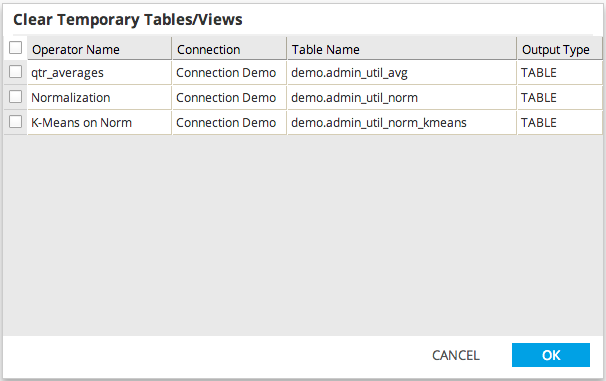 Clear Temporary Tables/Views
Operator Name Connection Table Name Output Type
qtr_averages Connection Demo demo.admin_util_avg TABLE
Normalization Connection Demo demo.admin_util_norm TABLE
K-Means on Norm Connection Demo demo.admin_util_norm_kmeans TABLE
CANCEL OK